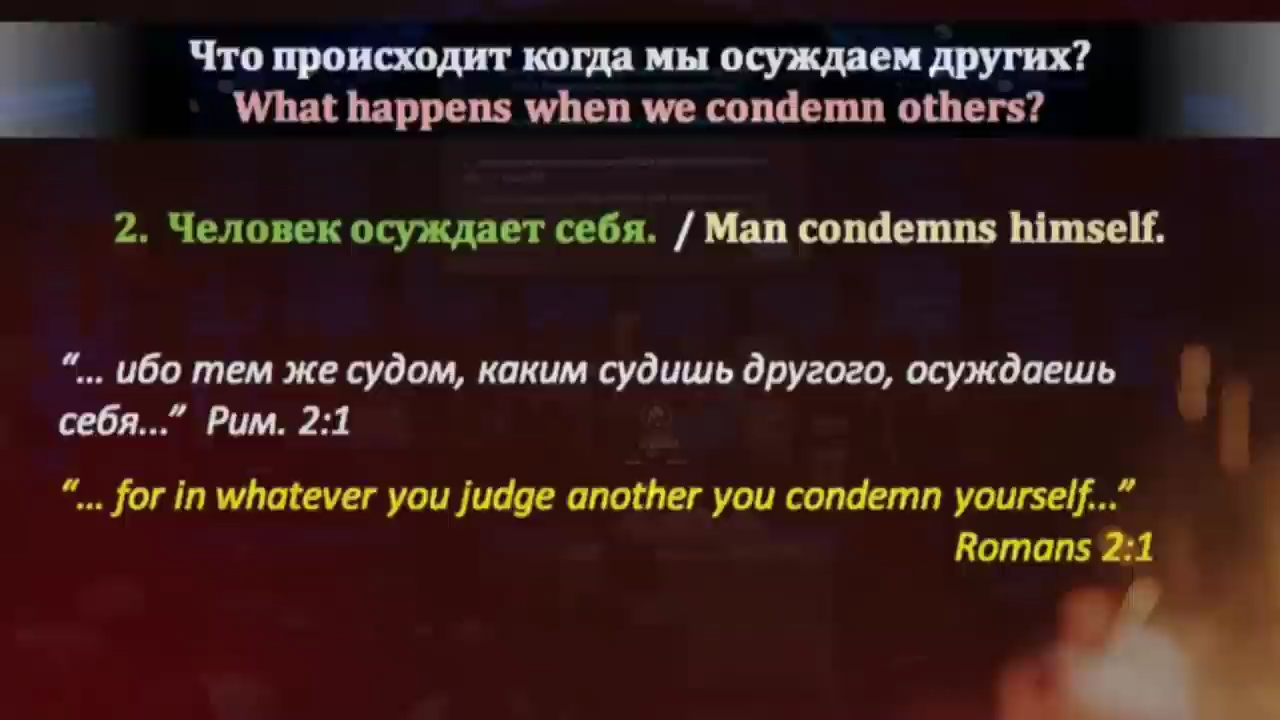 Что происходит когда мы осуждаем других?
What happens when we condemn others?
2. Человек осуждает себя. / Man condemns himself.
“... ибо тем же судом, каким судишь другого, осуждаешь
себя...” Рим. 2:1
“... for in whatever you judge another you condemn yourself...”
Romans 2:1